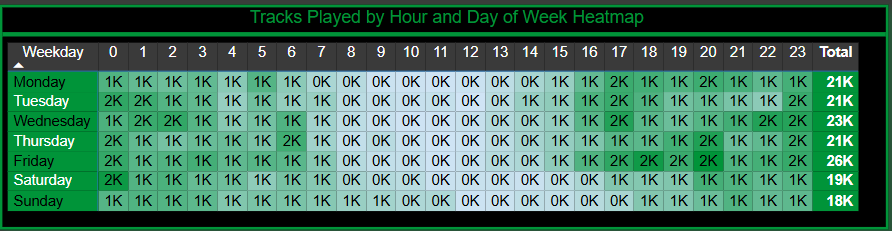 Tracks Played by Hour and Day of Week Heatmap
Weekday 0 1 2 3 4 5 6 7 8 9 10 11 12 13 14 15 16 17 18 19 20 21 22 23 Total
Monday 1K 1K 1K 1K 1K 1K 1K 0K 0K 0K 0K 0K 0K 0K 0K 1K 1K 2K 1K 1K 2K 1K 1K 1K 21K
Tuesday 2K 2K 1K 1K 1K 1K 1K 1K 0K 0K 0K 0K 0K 0K 1K 1K 2K 2K 1K 1K 1K 1K 1K 2K 21K
Wednesday 1K 2K 2K 1K 1K 1K 1K 1K 0K 0K 0K 0K 0K 0K 0K 1K 1K 2K 1K 1K 1K 1K 2K 2K 23K
Thursday 2K 1K 1K 1K 1K 1K 2K 1K 0K 0K 0K 0K 0K 0K 0K 1K 1K 1K 1K 1K 2K 1K 1K 2K 21K
Friday 2K 1K 1K 1K 1K 1K 1K 1K 0K 0K 0K 0K 0K 0K 0K 1K 1K 2K 2K 2K 2K 1K 1K 2K 26K
Saturday 2K 1K 1K 1K 1K 1K 1K 1K 0K 0K 0K 0K 0K 0K 0K 0K 0K 1K 1K 1K 1K 1K 1K 1K 19K
Sunday 1K 1K 1K 1K 1K 1K 1K 1K 1K 0K 0K 0K 0K 0K 0K 0K 0K 0K 1K 1K 1K 1K 1K 1K 18K